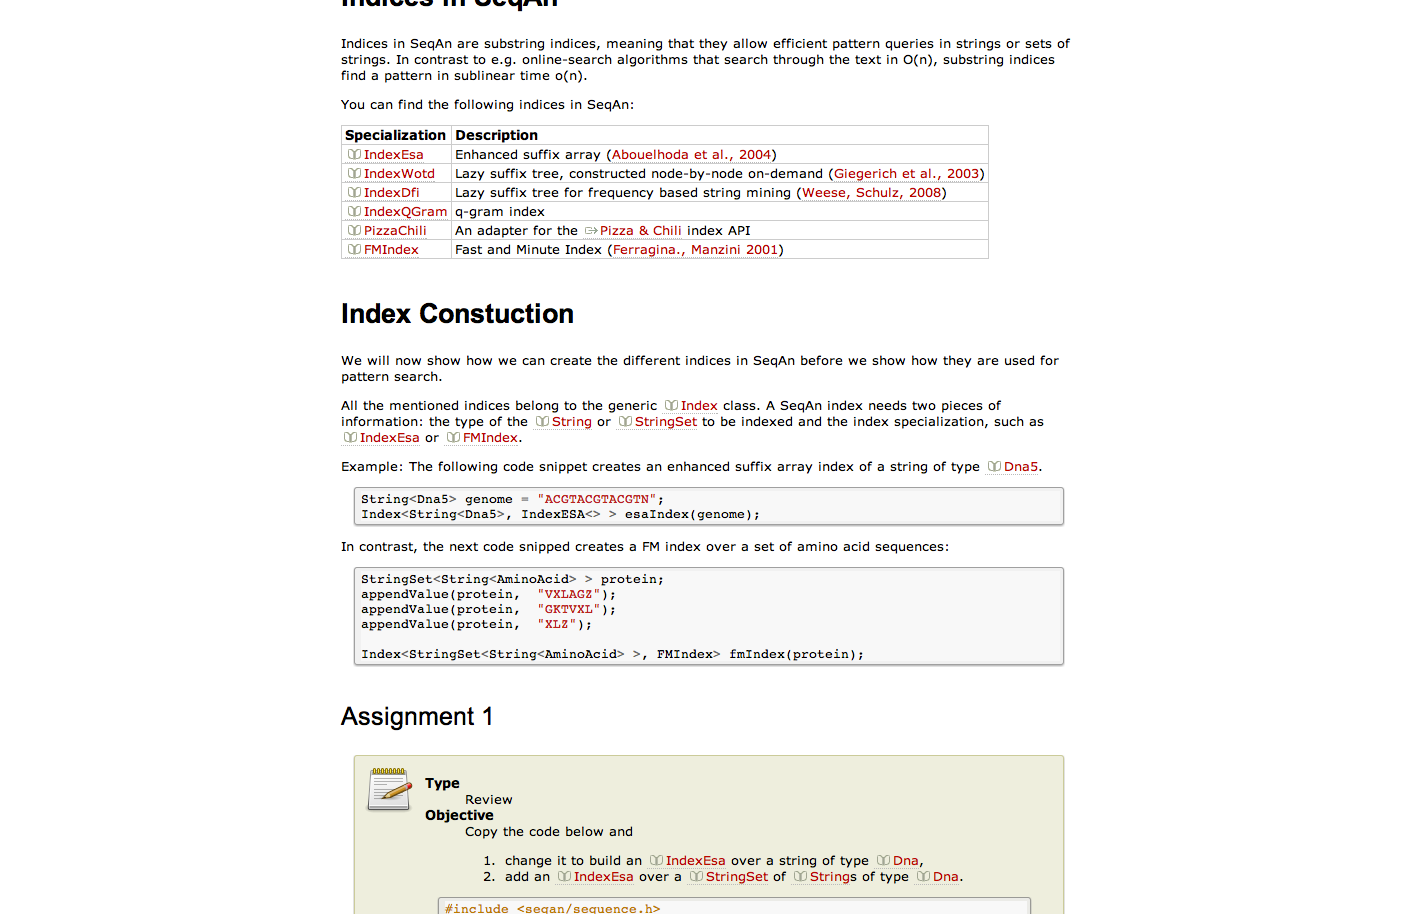 Indices in SeqAn
Indices in SeqAn are substring indices, meaning that they allow efficient pattern queries in strings or sets of
strings. In contrast to e.g. online-search algorithms that search through the text in O(n), substring indices
find a pattern in sublinear time o(n).
You can find the following indices in SeqAn:
Specialization Description
IndexEsa Enhanced suffix array (Abouelhoda et al., 2004)
IndexWotd Lazy suffix tree, constructed node-by-node on-demand (Giegerich et al., 2003)
IndexDfi Lazy suffix tree for frequency based string mining (Weese, Schulz, 2008)
IndexQGram q-gram index
PizzaChili An adapter for the Pizza & Chili index API
FMIndex Fast and Minute Index (Ferragina., Manzini 2001)
Index Constuction
We will now show how we can create the different indices in SeqAn before we show how they are used for
pattern search.
All the mentioned indices belong to the generic Index class. A SeqAn index needs two pieces of
information: the type of the String or StringSet to be indexed and the index specialization, such as
IndexEsa or FMIndex.
Example: The following code snippet creates an enhanced suffix array index of a string of type Dna5.
String<Dna5> genome = "ACGTACGTACGTN";
Index<String<Dna5>, IndexESA<> > esaIndex(genome);
In contrast, the next code snipped creates a FM index over a set of amino acid sequences:
StringSet<String<AminoAcid> > protein;
appendValue(protein, "VXLAGZ");
appendValue(protein, "GKTVXL");
appendValue(protein, "XLZ");
Index<StringSet<String<AminoAcid> >, FMIndex> fmIndex(protein);
Assignment 1
Type
Review
Objective
Copy the code below and
1. change it to build an IndexEsa over a string of type Dna,
2. add an IndexEsa over a StringSet of Strings of type Dna.
#include <seqan/sequence.h>